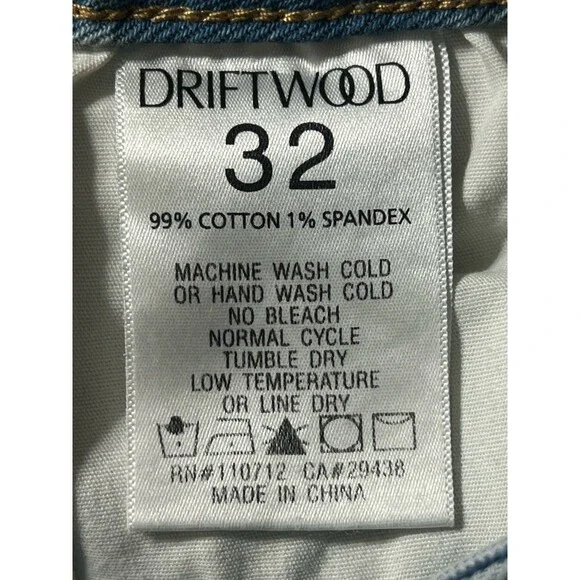 DRIFTWOOD
32
99% COTTON 1% SPANDEX
MACHINE WASH COLD
OR HAND WASH COLD
NO BLEACH
NORMAL CYCLE
TUMBLE DRY
LOW TEMPERATURE
OR LINE DRY
RN#110712 CA#29438
MADE IN CHINA